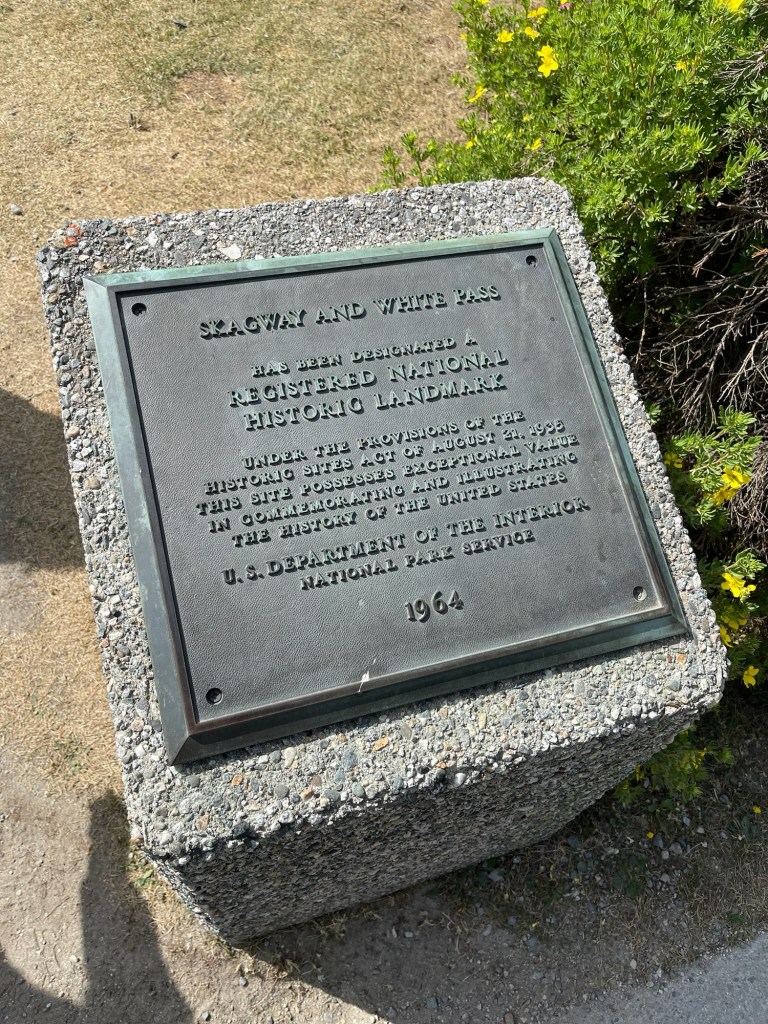 SKAGWAY AND WHITE PASS
HAS BEEN DESIGNATED A
REGISTERED NATIONAL
HISTORIC LANDMARK
UNDER THE PROVISIONS OF THE
HISTORIC SITES ACT OF AUGUST 21, 1935
THIS SITE POSSESSES EXCEPTIONAL VALUE
IN COMMEMORATING AND ILLUSTRATING
THE HISTORY OF THE UNITED STATES
U. S. DEPARTMENT OF THE INTERIOR
NATIONAL PARK SERVICE
1964